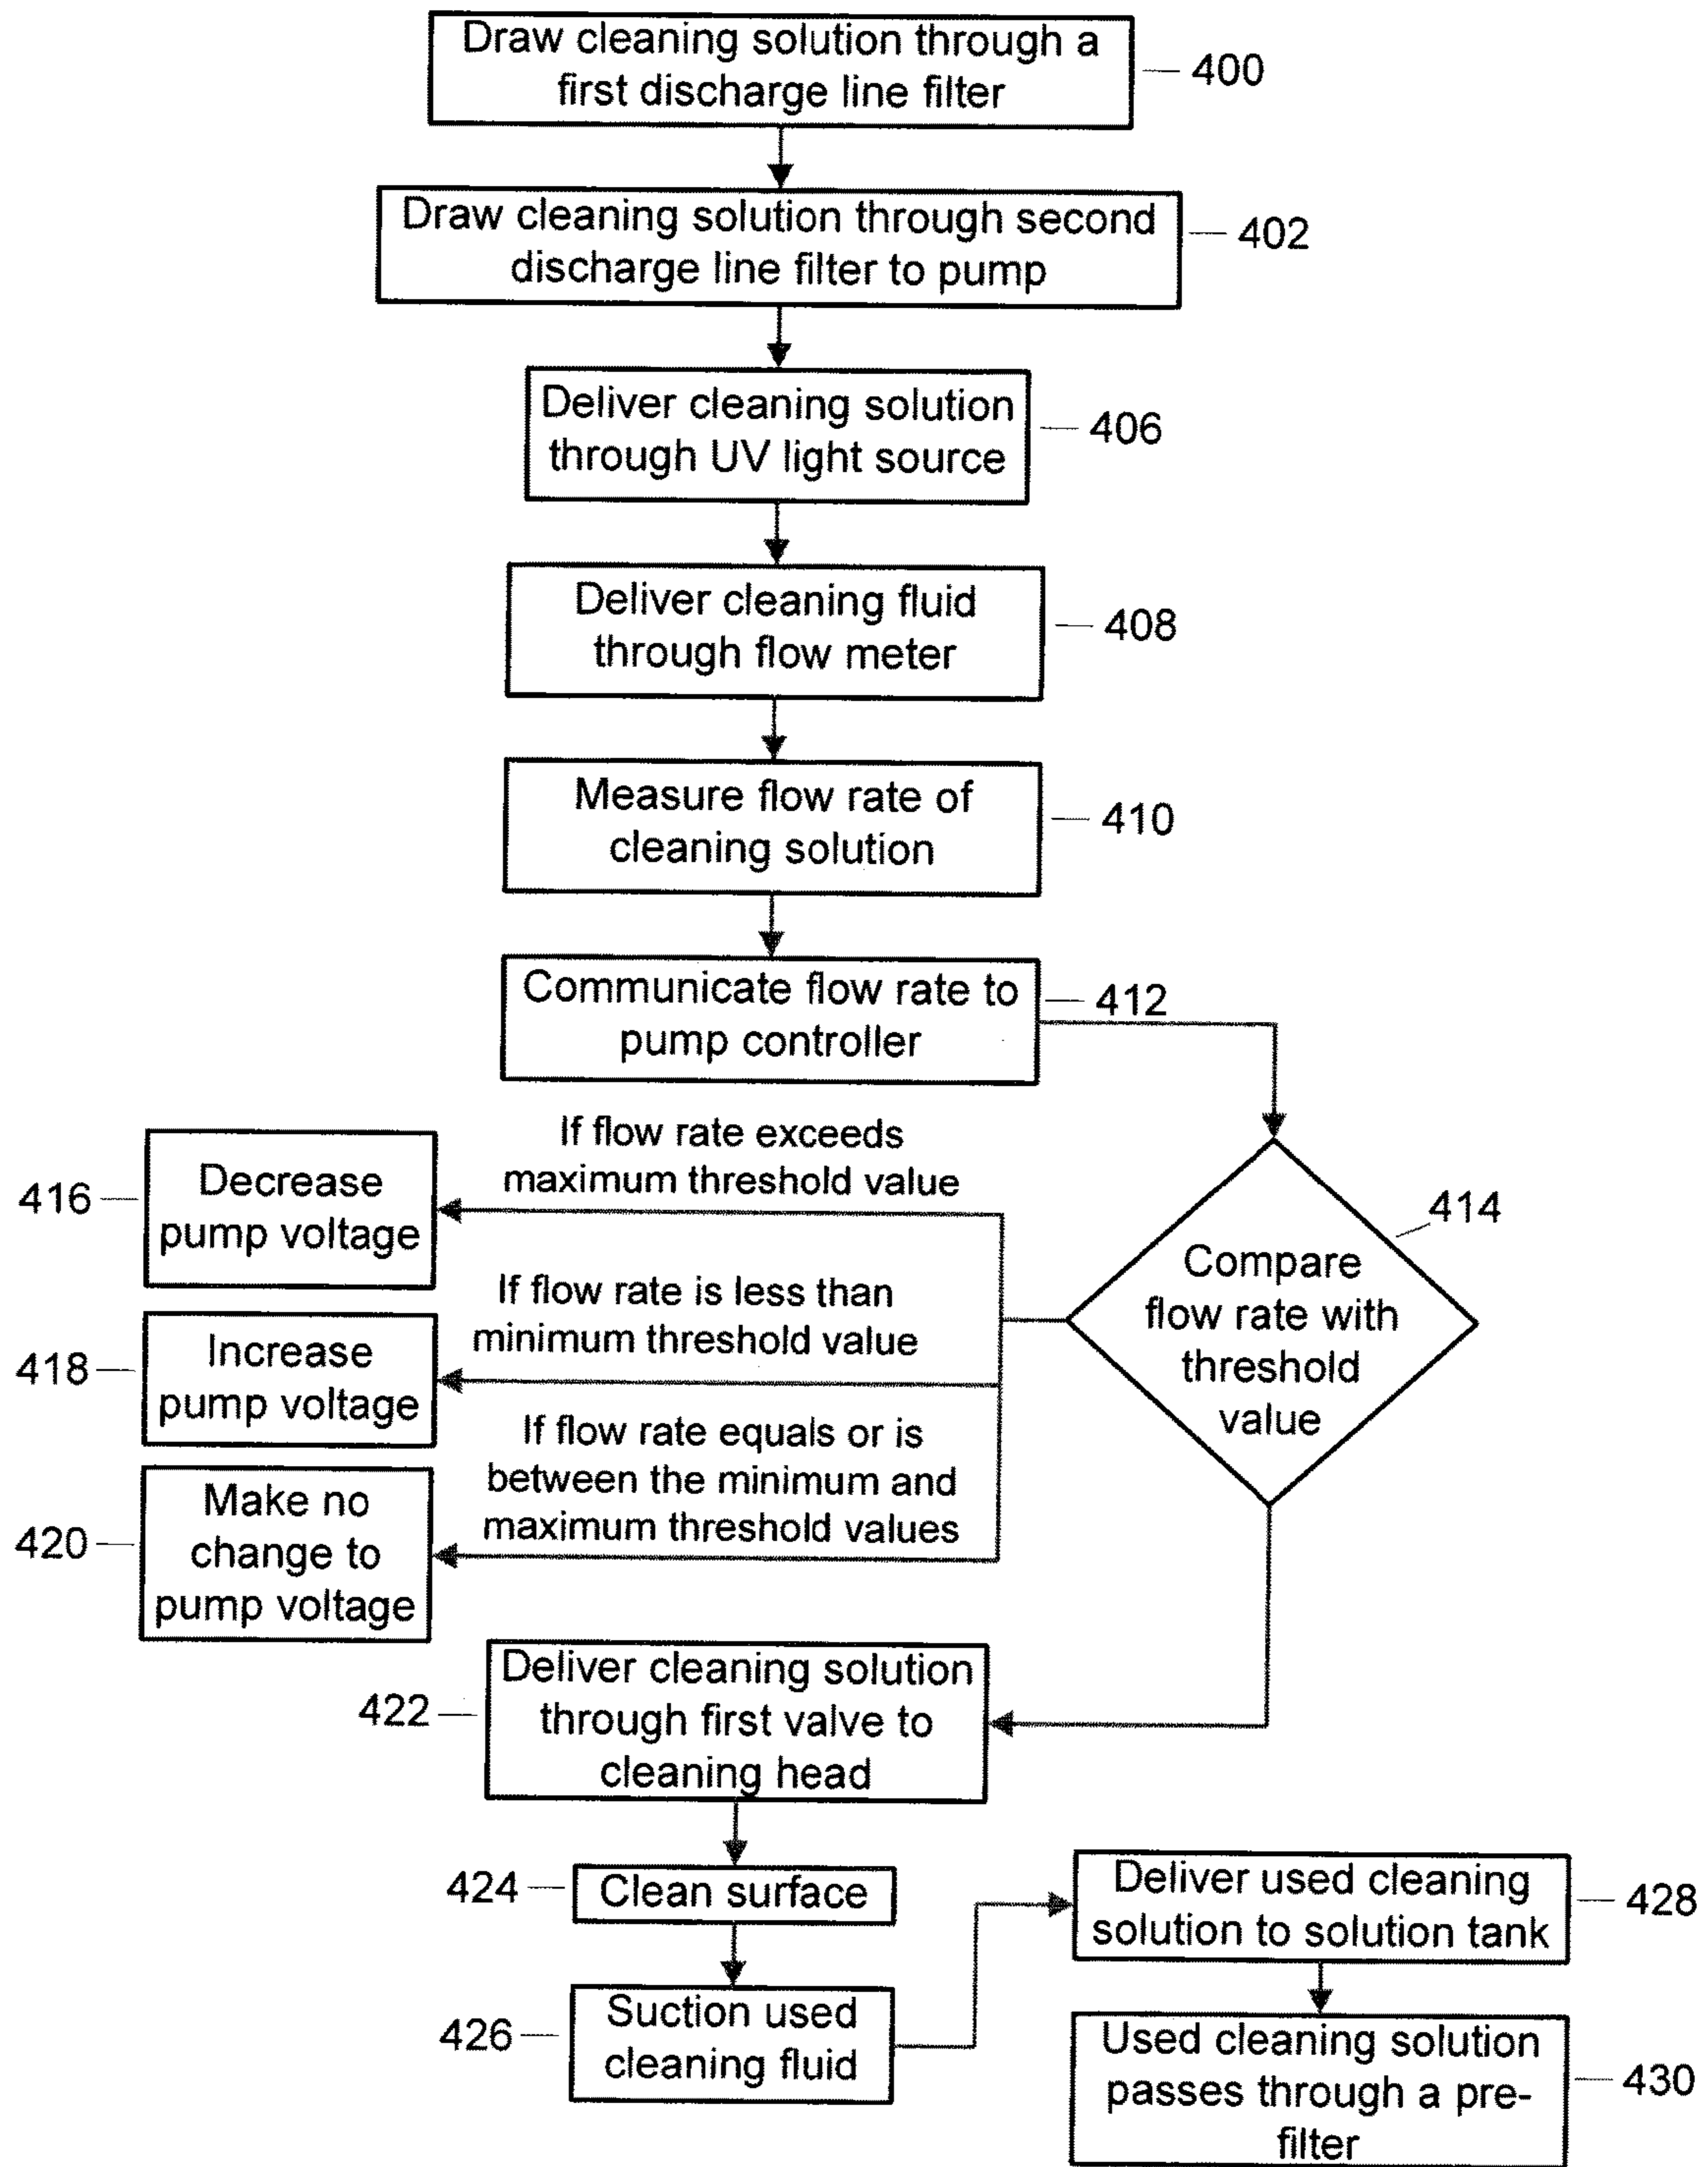 Draw cleaning solution through a
first discharge line filter
400
Draw cleaning solution through second
discharge line filter to pump
402
Deliver cleaning solution
through UV light source
406
Deliver cleaning fluid
through flow meter
408
Measure flow rate of
cleaning solution
410
Communicate flow rate to
pump controller
412
Compare
flow rate with
threshold
value
414
If flow rate exceeds
maximum threshold value
416
Decrease
pump voltage
If flow rate is less than
minimum threshold value
418
Increase
pump voltage
If flow rate equals or is
between the minimum and
maximum threshold values
420
Make no
change to
pump voltage
422
Deliver cleaning solution
through first valve to
cleaning head
424
Clean surface
426
Suction used
cleaning fluid
Deliver used cleaning
solution to solution tank
428
Used cleaning solution
passes through a pre-
filter
430